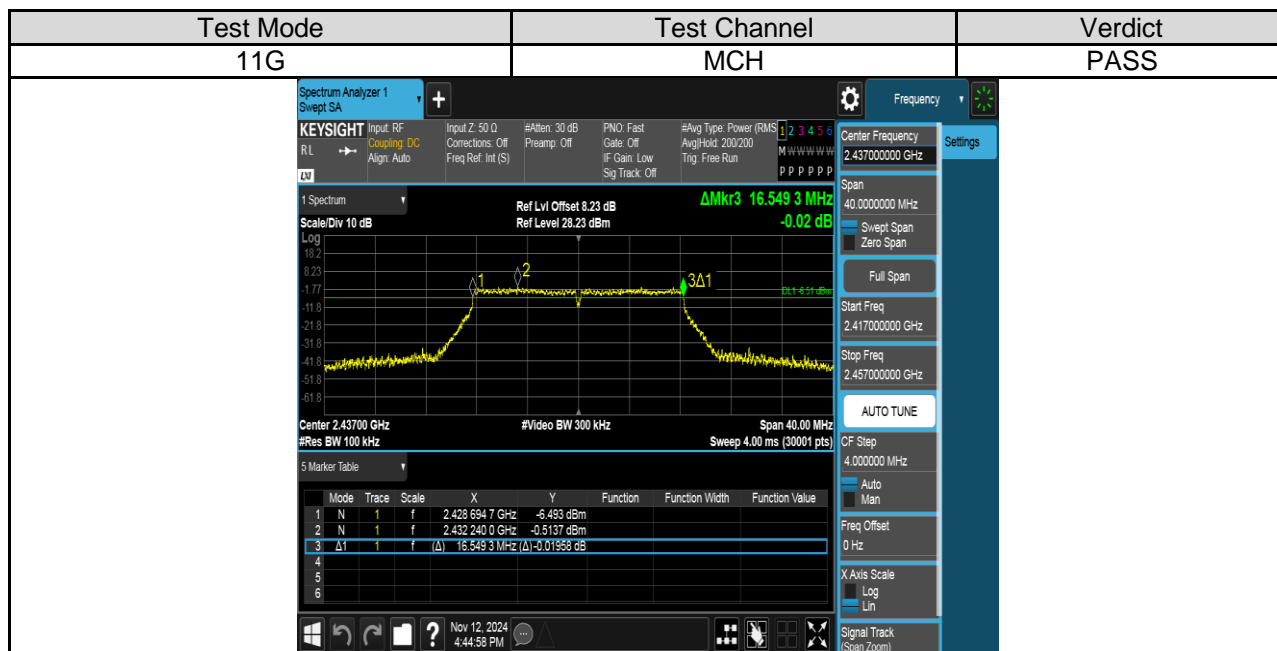 Test Mode Test Channel Verdict
11G MCH PASS
Spectrum Analyzer 1
Swept SA
+
Frequency
KEYSIGHT
RL
LXI
Input: RF
Coupling: DC
Align: Auto
Input Z: 50 Ω
Corrections: Off
Freq Ref: Int (S)
#Atten: 30 dB
Preamp: Off
PNO: Fast
Gate: Off
IF Gain: Low
Sig Track: Off
#Avg Type: Power (RMS
Avg|Hold: 200/200
Trig: Free Run
1 2 3 4 5 6
M W W W W W
P P P P P P
Center Frequency
2.437000000 GHz
Settings
Span
40.0000000 MHz
Swept Span
Zero Span
Full Span
Start Freq
2.417000000 GHz
Stop Freq
2.457000000 GHz
AUTO TUNE
CF Step
4.000000 MHz
Auto
Man
Freq Offset
0 Hz
X Axis Scale
Log
Lin
Signal Track
(Span Zoom)
1 Spectrum
Scale/Div 10 dB
Ref Lvl Offset 8.23 dB
Ref Level 28.23 dBm
ΔMkr3 16.549 3 MHz
-0.02 dB
Log
18.2
8.23
-1.77
-11.8
-21.8
-31.8
-41.8
-51.8
-61.8
1
2
3Δ1
DL1 -6.51 dBm
Center 2.43700 GHz #Video BW 300 kHz Span 40.00 MHz
#Res BW 100 kHz Sweep 4.00 ms (30001 pts)
5 Marker Table
Mode Trace Scale X Y Function Function Width Function Value
1 N 1 f 2.428 694 7 GHz -6.493 dBm
2 N 1 f 2.432 240 0 GHz -0.5137 dBm
3 Δ1 1 f (Δ) 16.549 3 MHz (Δ) -0.01958 dB
4
5
6
?
Nov 12, 2024
4:44:58 PM